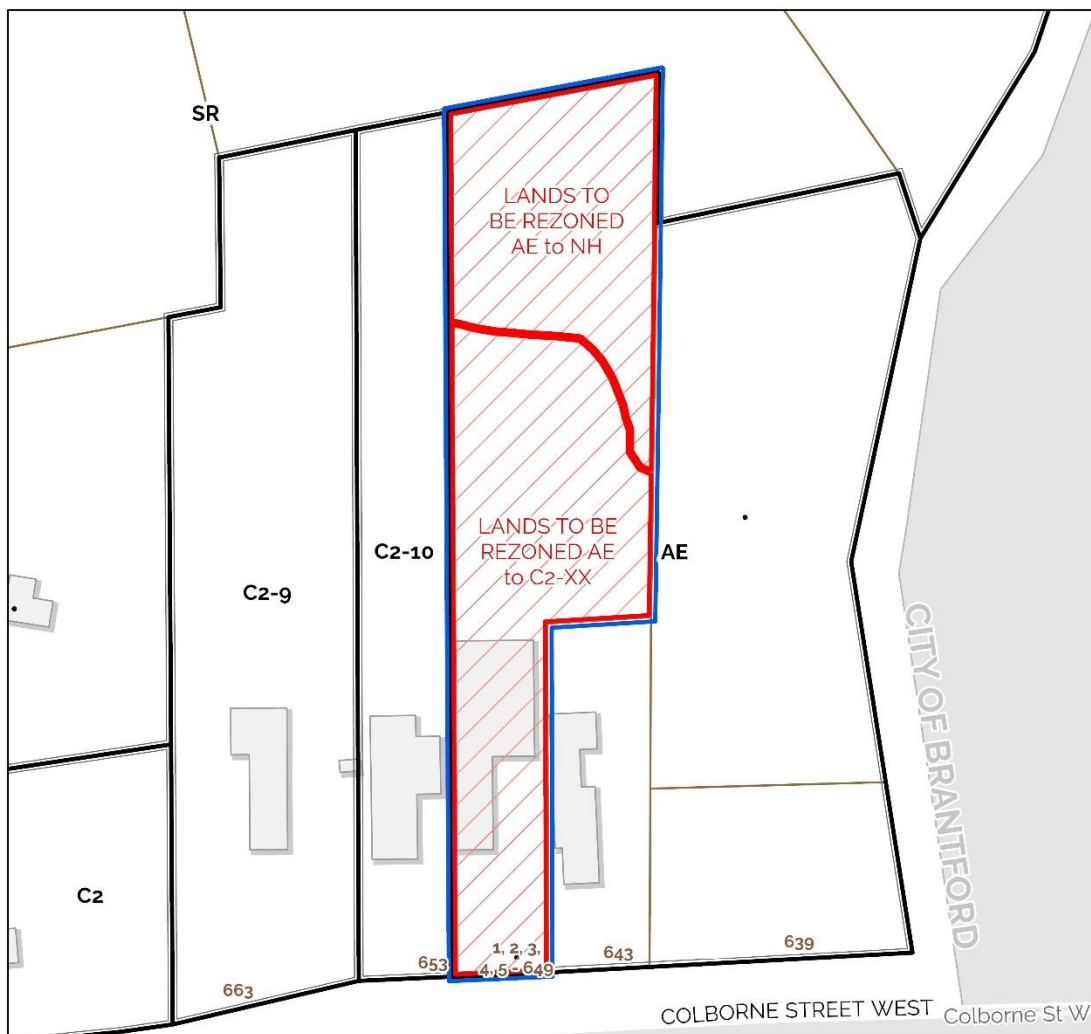 SR
LANDS TO
BE REZONED
AE to NH
LANDS TO BE
REZONED AE
to C2-XX
C2-10
AE
C2-9
C2
CITY OF BRANTFORD
1, 2, 3,
4, 5 - 649
653
643
639
663
COLBORNE STREET WEST
Colborne St W